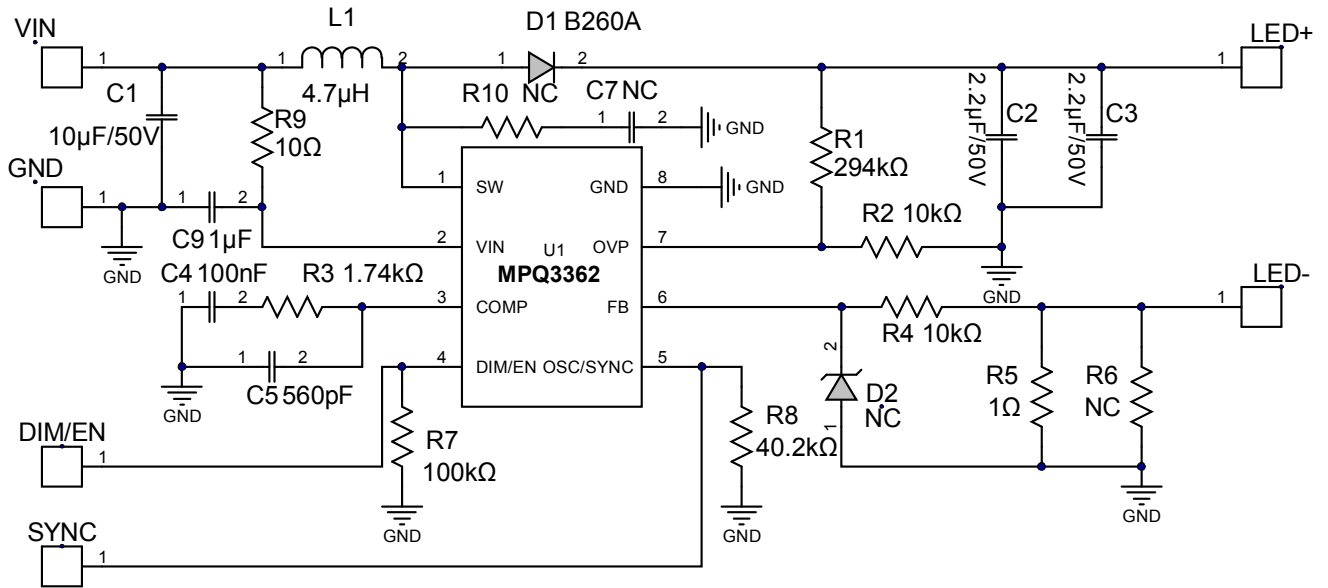 VIN
L1
D1 B260A
LED+
1
1
2
1
2
1
C1
4.7µH
R10 NC
C7 NC
2.2µF/50V
C2
2.2µF/50V
C3
10µF/50V
R9
10Ω
1
2
GND
R1
294kΩ
GND
1
1
2
1
SW
GND
8
GND
R2 10kΩ
C9 1µF
2
VIN
U1
OVP
7
GND
MPQ3362
GND
C4 100nF
R3 1.74kΩ
LED-
1
2
3
COMP
FB
6
1
R4 10kΩ
1
2
4
DIM/EN
OSC/SYNC
5
2
C5 560pF
GND
D2
NC
1
R5
1Ω
R6
NC
DIM/EN
1
R7
100kΩ
R8
40.2kΩ
GND
GND
GND
SYNC
1